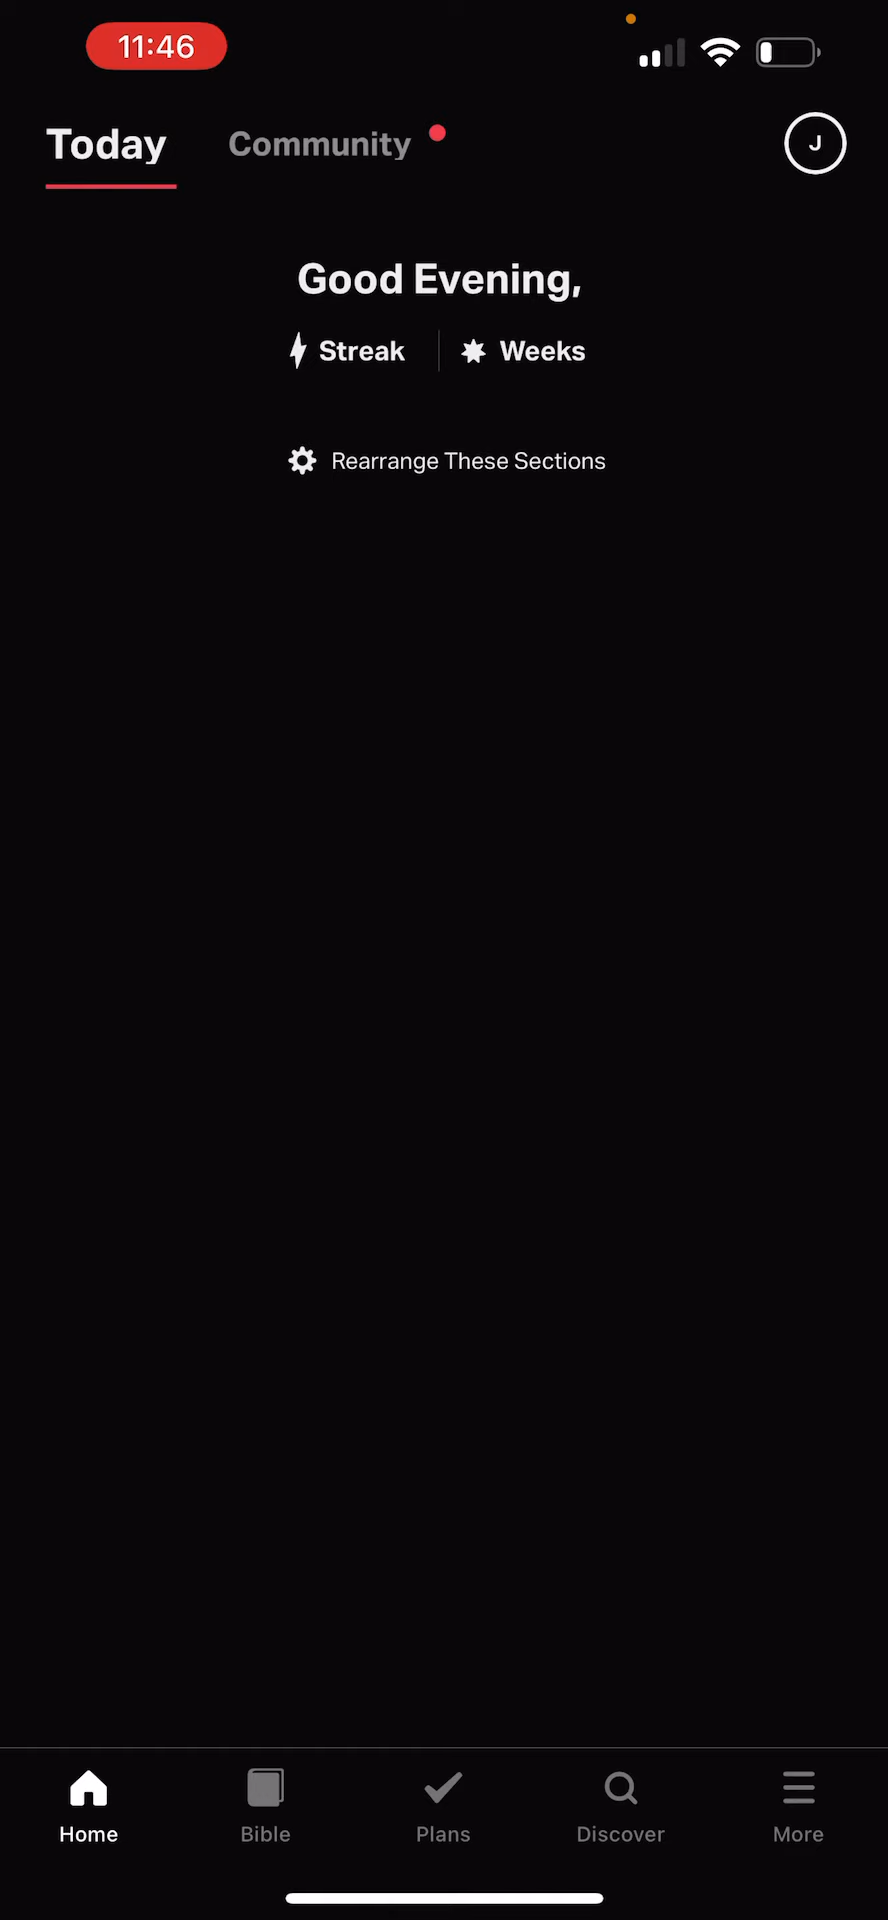 11:46
Today Community
J
Good Evening,
Streak Weeks
Rearrange These Sections
Home Bible Plans Discover More